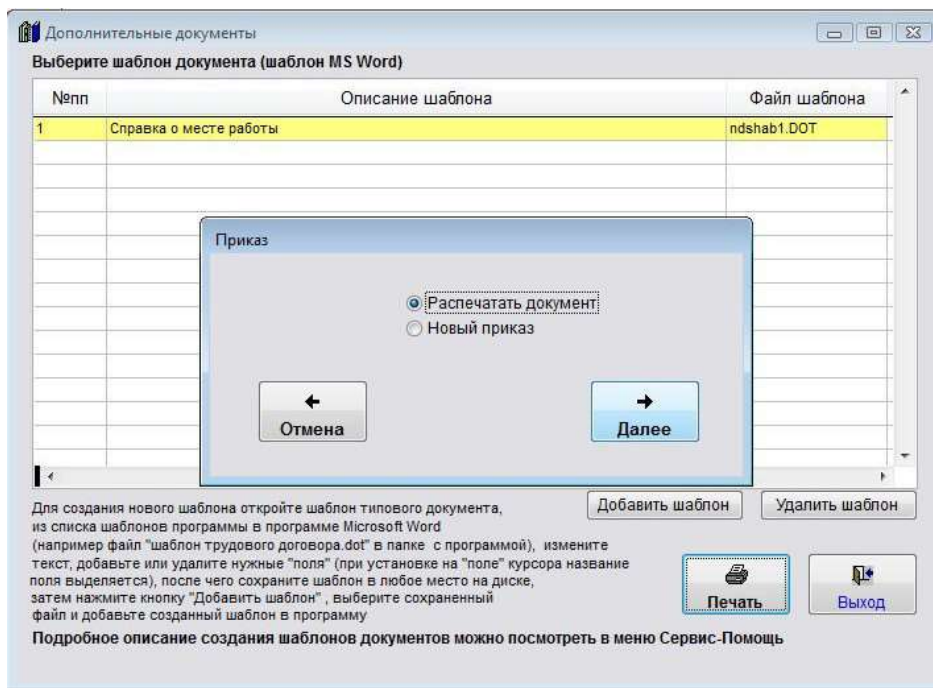 Дополнительные документы
Выберите шаблон документа (шаблон MS Word)
№пп Описание шаблона Файл шаблона
1 Справка о месте работы ndshab1.DOT
Приказ
Распечатать документ
Новый приказ
Отмена Далее
Добавить шаблон Удалить шаблон
Для создания нового шаблона откройте шаблон типового документа,
из списка шаблонов программы в программе Microsoft Word
(например файл "шаблон трудового договора.dot" в папке с программой), измените
текст, добавьте или удалите нужные "поля" (при установке на "поле" курсора название
поля выделяется), после чего сохраните шаблон в любое место на диске,
затем нажмите кнопку "Добавить шаблон" , выберите сохраненный
файл и добавьте созданный шаблон в программу
Печать Выход
Подробное описание создания шаблонов документов можно посмотреть в меню Сервис-Помощь